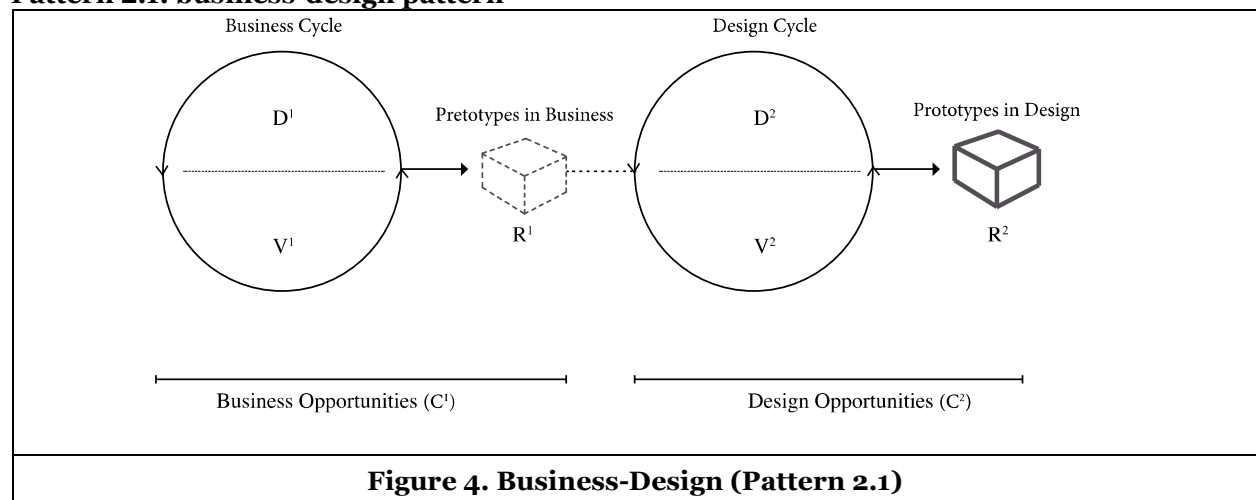 Pattern 2.1: business-design pattern
Business Cycle
Design Cycle
D¹
Pretotypes in Business
D²
Prototypes in Design
V¹
R¹
V²
R²
Business Opportunities (C¹)
Design Opportunities (C²)
Figure 4. Business-Design (Pattern 2.1)